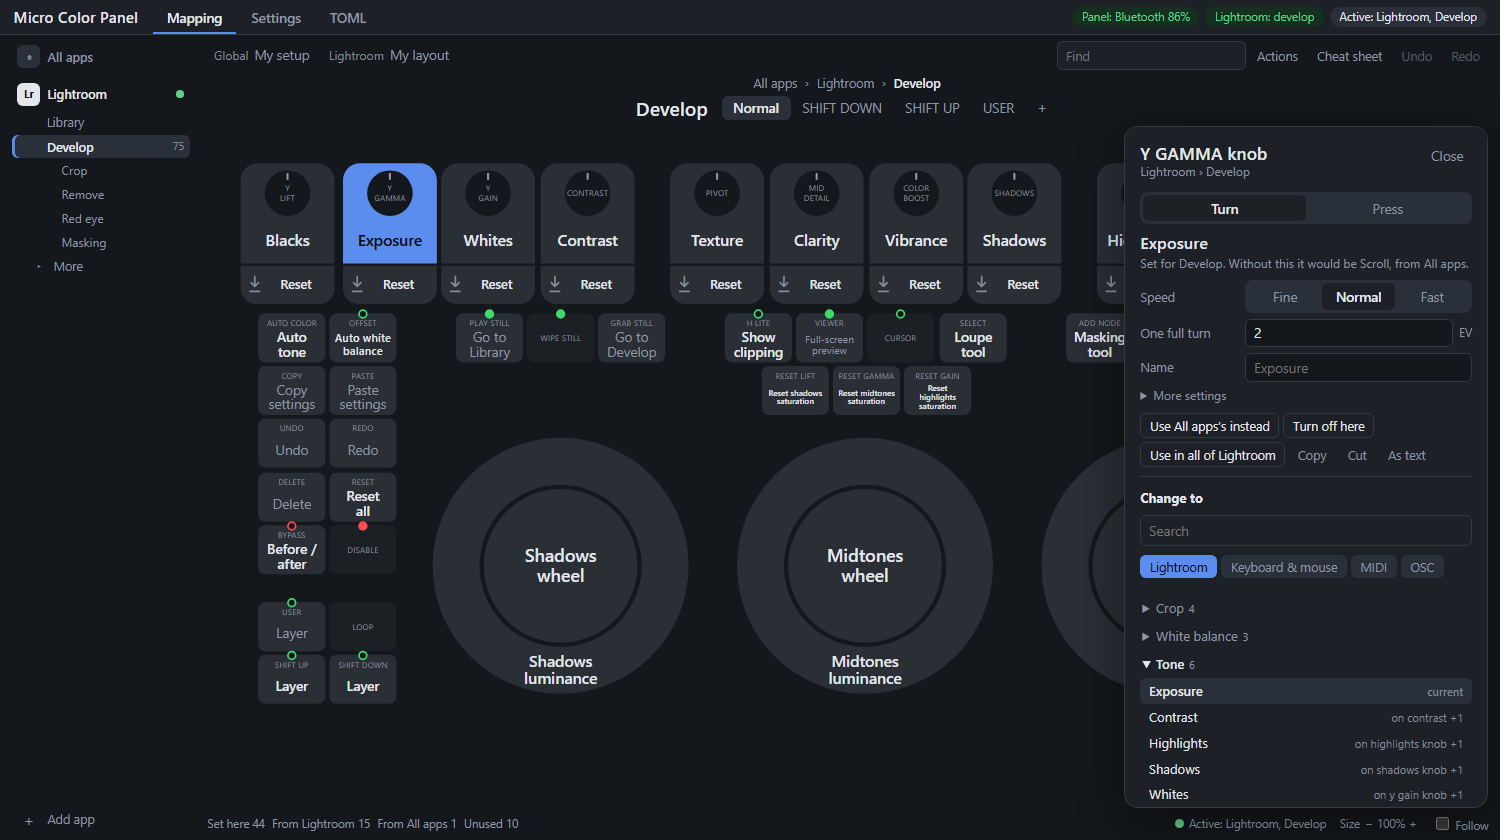 Micro Color Panel
Mapping
Settings
TOML
Panel: Bluetooth 86%
Lightroom: develop
Active: Lightroom, Develop
All apps
Lr
Lightroom
Library
Develop
75
Crop
Remove
Red eye
Masking
More
+ Add app
Global My setup
Lightroom My layout
Find
Actions
Cheat sheet
Undo
Redo
All apps › Lightroom › Develop
Develop
Normal
SHIFT DOWN
SHIFT UP
USER
+
Y LIFT
Blacks
Reset
Y GAMMA
Exposure
Reset
Y GAIN
Whites
Reset
CONTRAST
Contrast
Reset
PIVOT
Texture
Reset
MID DETAIL
Clarity
Reset
COLOR BOOST
Vibrance
Reset
SHADOWS
Shadows
Reset
AUTO COLOR
Auto
tone
OFFSET
Auto white
balance
PLAY STILL
Go to
Library
WIPE STILL
GRAB STILL
Go to
Develop
H LITE
Show
clipping
VIEWER
Full-screen
preview
CURSOR
SELECT
Loupe
tool
ADD NODE
Masking
tool
COPY
Copy
settings
PASTE
Paste
settings
RESET LIFT
Reset shadows
saturation
RESET GAMMA
Reset midtones
saturation
RESET GAIN
Reset
highlights
saturation
UNDO
Undo
REDO
Redo
DELETE
Delete
RESET
Reset
all
BYPASS
Before /
after
DISABLE
USER
Layer
LOOP
SHIFT UP
Layer
SHIFT DOWN
Layer
Shadows
wheel
Shadows
luminance
Midtones
wheel
Midtones
luminance
Y GAMMA knob
Close
Lightroom › Develop
Turn
Press
Exposure
Set for Develop. Without this it would be Scroll, from All apps.
Speed
Fine
Normal
Fast
One full turn
2
EV
Name
Exposure
More settings
Use All apps's instead
Turn off here
Use in all of Lightroom
Copy
Cut
As text
Change to
Search
Lightroom
Keyboard & mouse
MIDI
OSC
Crop 4
White balance 3
Tone 6
Exposure
current
Contrast
on contrast +1
Highlights
on highlights knob +1
Shadows
on shadows knob +1
Whites
on y gain knob +1
Set here 44 From Lightroom 15 From All apps 1 Unused 10
Active: Lightroom, Develop
Size − 100% +
Follow